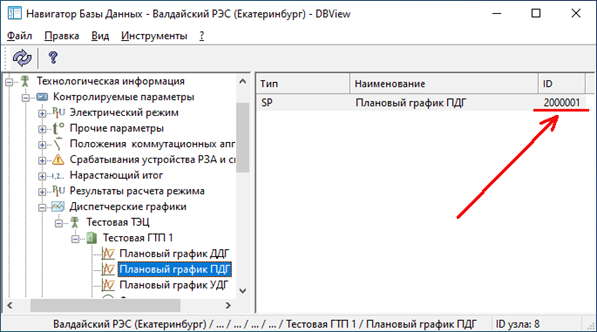 Навигатор Базы Данных - Валдайский РЭС (Екатеринбург) - DBView
Файл Правка Вид Инструменты ?
Технологическая информация
Контролируемые параметры
Электрический режим
Прочие параметры
Положения коммутационных апп
Срабатывания устройства РЗА и си
Нарастающий итог
Результаты расчета режима
Диспетчерские графики
Тестовая ТЭЦ
Тестовая ГТП 1
Плановый график ДДГ
Плановый график ПДГ
Плановый график УДГ
Тип Наименование ID
SP Плановый график ПДГ 2000001
Валдайский РЭС (Екатеринбург) / ... / ... / ... / ... / Тестовая ГТП 1 / Плановый график ПДГ ID узла: 8